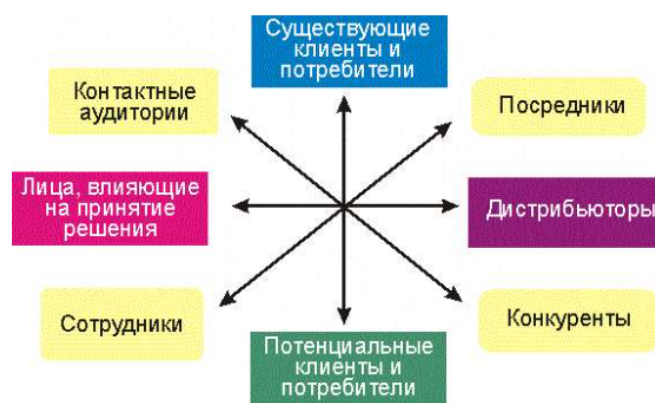 Существующие
клиенты и
потребители
Контактные
аудитории
Посредники
Лица, влияющие
на принятие
решения
Дистрибьюторы
Сотрудники
Конкуренты
Потенциальные
клиенты и
потребители